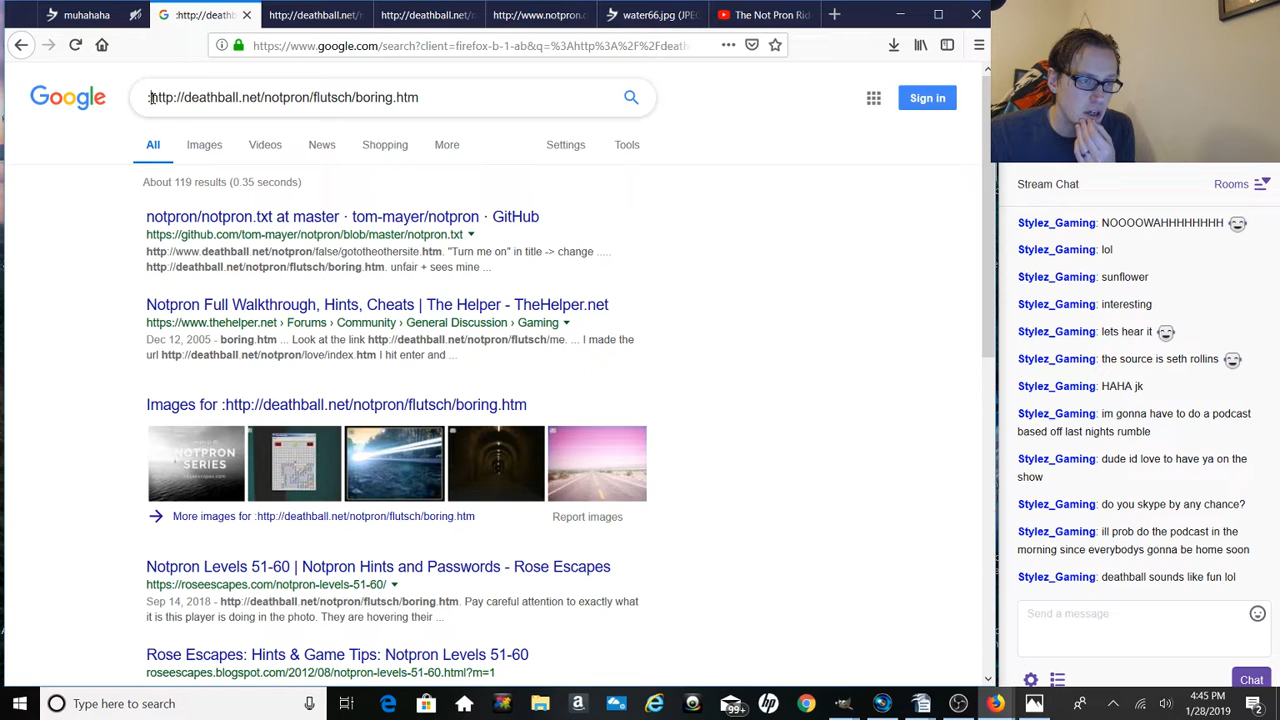 muhahaha
:http://deathball.net/
http://deathball.net/n
http://deathball.net/n
http://www.notpron.c
water66.jpg (JPEG
The Not Pron Rid
https://www.google.com/search?client=firefox-b-1-ab&q=%3Ahttp%3A%2F%2Fdeath
Google
:http://deathball.net/notpron/flutsch/boring.htm
Sign in
All
Images
Videos
News
Shopping
More
Settings
Tools
About 119 results (0.35 seconds)
notpron/notpron.txt at master · tom-mayer/notpron · GitHub
https://github.com/tom-mayer/notpron/blob/master/notpron.txt
http://www.deathball.net/notpron/false/gototheothersite.htm. "Turn me on" in title -> change .....
http://deathball.net/notpron/flutsch/boring.htm. unfair + sees mine ...
Notpron Full Walkthrough, Hints, Cheats | The Helper - TheHelper.net
https://www.thehelper.net › Forums › Community › General Discussion › Gaming
Dec 12, 2005 - boring.htm ... Look at the link http://deathball.net/notpron/flutsch/me. ... I made the
url http://deathball.net/notpron/love/index.htm I hit enter and ...
Images for :http://deathball.net/notpron/flutsch/boring.htm
NOTPRON
SERIES
More images for :http://deathball.net/notpron/flutsch/boring.htm
Report images
Notpron Levels 51-60 | Notpron Hints and Passwords - Rose Escapes
https://roseescapes.com/notpron-levels-51-60/
Sep 14, 2018 - http://deathball.net/notpron/flutsch/boring.htm. Pay careful attention to exactly what
it is this player is doing in the photo. They are hovering their ...
Rose Escapes: Hints & Game Tips: Notpron Levels 51-60
roseescapes.blogspot.com/2012/08/notpron-levels-51-60.html?m=1
Stream Chat
Rooms
Stylez_Gaming: NOOOOWAHHHHHHHH
Stylez_Gaming: lol
Stylez_Gaming: sunflower
Stylez_Gaming: interesting
Stylez_Gaming: lets hear it
Stylez_Gaming: the source is seth rollins
Stylez_Gaming: HAHA jk
Stylez_Gaming: im gonna have to do a podcast
based off last nights rumble
Stylez_Gaming: dude id love to have ya on the
show
Stylez_Gaming: do you skype by any chance?
Stylez_Gaming: ill prob do the podcast in the
morning since everybodys gonna be home soon
Stylez_Gaming: deathball sounds like fun lol
Send a message
Chat
Type here to search
99+
4:45 PM
1/28/2019